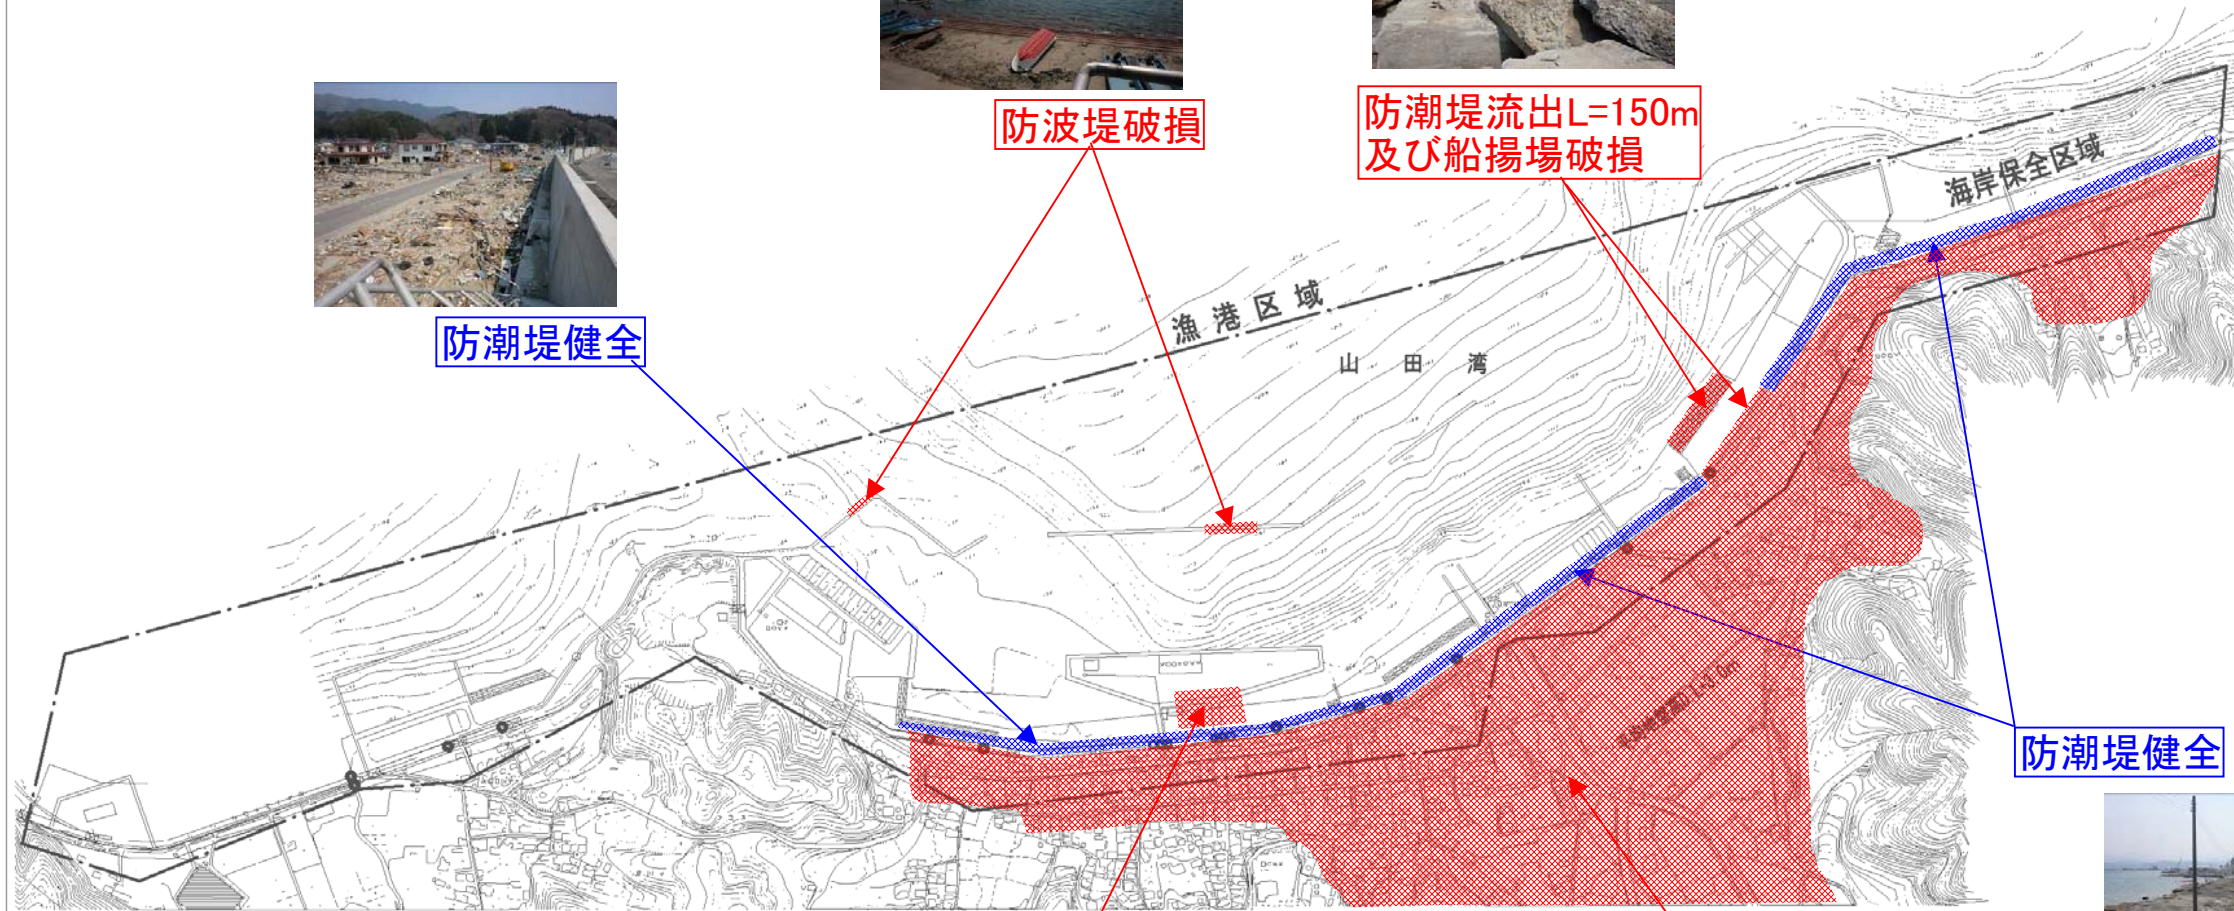 防波堤破損
防潮堤流出L=150m
及び船揚場破損
海岸保全区域
漁港区域
防潮堤健全
山田湾
防潮堤健全